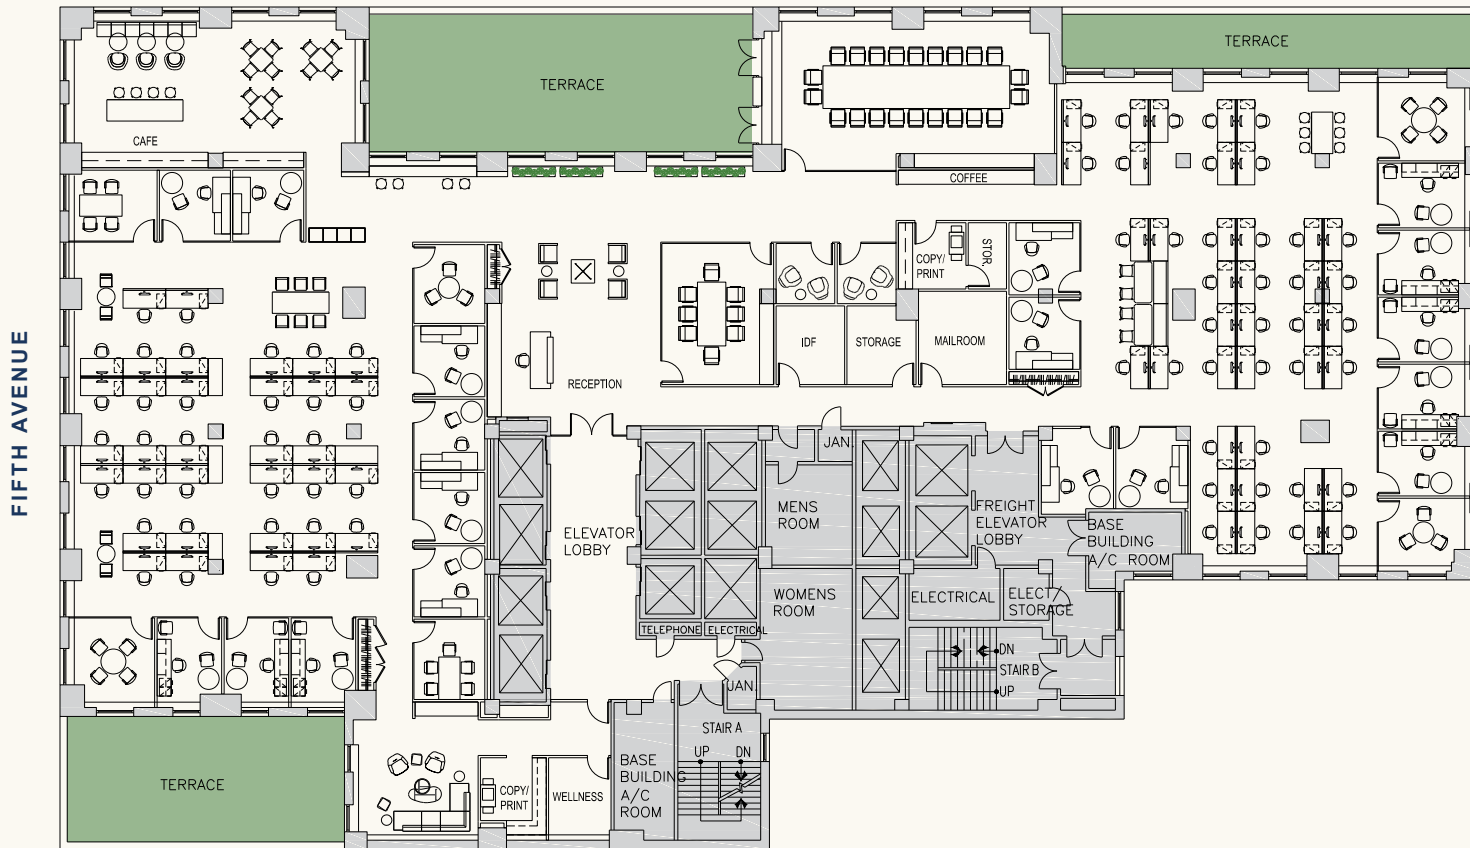 TERRACE
TERRACE
CAFE
COFFEE
COPY/
PRINT
STOR.
FIFTH AVENUE
IDF
STORAGE
MAILROOM
RECEPTION
JAN.
MENS
ROOM
FREIGHT
ELEVATOR
LOBBY
ELEVATOR
LOBBY
BASE
BUILDING
A/C ROOM
WOMENS
ROOM
ELECTRICAL
ELECT/
STORAGE
TELEPHONE
ELECTRICAL
DN
STAIR B
UP
JAN.
STAIR A
UP
DN
TERRACE
BASE
BUILDING
A/C
ROOM
COPY/
PRINT
WELLNESS